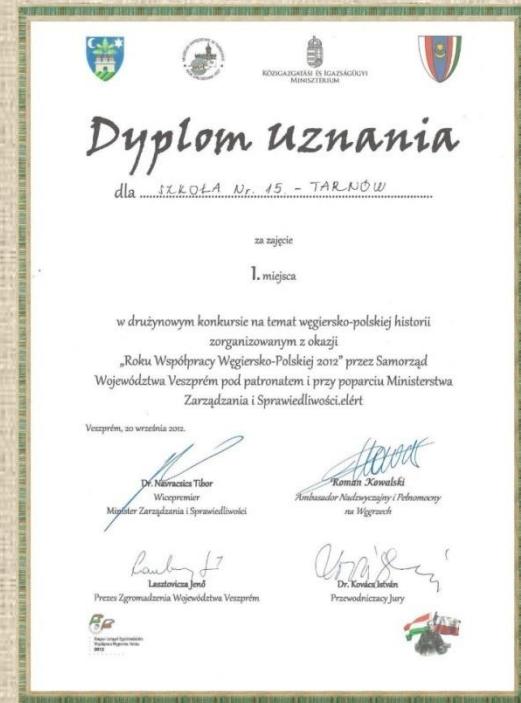 KÖZIGAZGATÁSI ÉS IGAZSÁGÜGYI
MINISZTÉRIUM
Dyplom uznania
dla SZKOŁA Nr. 15. – TARNÓW
za zajęcie
1. miejsca
w drużynowym konkursie na temat węgiersko-polskiej historii
zorganizowanym z okazji
„Roku Współpracy Węgiersko-Polskiej 2012” przez Samorząd
Województwa Veszprém pod patronatem i przy poparciu Ministerstwa
Zarządzania i Sprawiedliwości.elért
Veszprém, 20 września 2012.
Dr. Navracsics Tibor
Wicepremier
Minister Zarządzania i Sprawiedliwości
Roman Kowalski
Ambasador Nadzwyczajny i Pełnomocny
na Węgrzech
Lasztovicza Jenő
Prezes Zgromadzenia Województwa Veszprém
Dr. Kovács István
Przewodniczacy Jury
2012